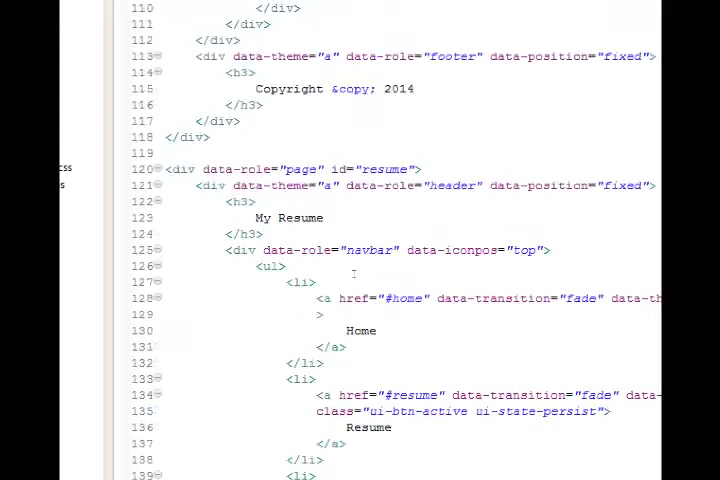 110 </div>
111 </div>
112 </div>
113 <div data-theme="a" data-role="footer" data-position="fixed">
114 <h3>
115 Copyright &copy; 2014
116 </h3>
117 </div>
118 </div>
119
css
120 <div data-role="page" id="resume">
s
121 <div data-theme="a" data-role="header" data-position="fixed">
122 <h3>
123 My Resume
124 </h3>
125 <div data-role="navbar" data-iconpos="top">
126 <ul>
127 <li>
128 <a href="#home" data-transition="fade" data-th
129 >
130 Home
131 </a>
132 </li>
133 <li>
134 <a href="#resume" data-transition="fade" data-
135 class="ui-btn-active ui-state-persist">
136 Resume
137 </a>
138 </li>
139 <li>